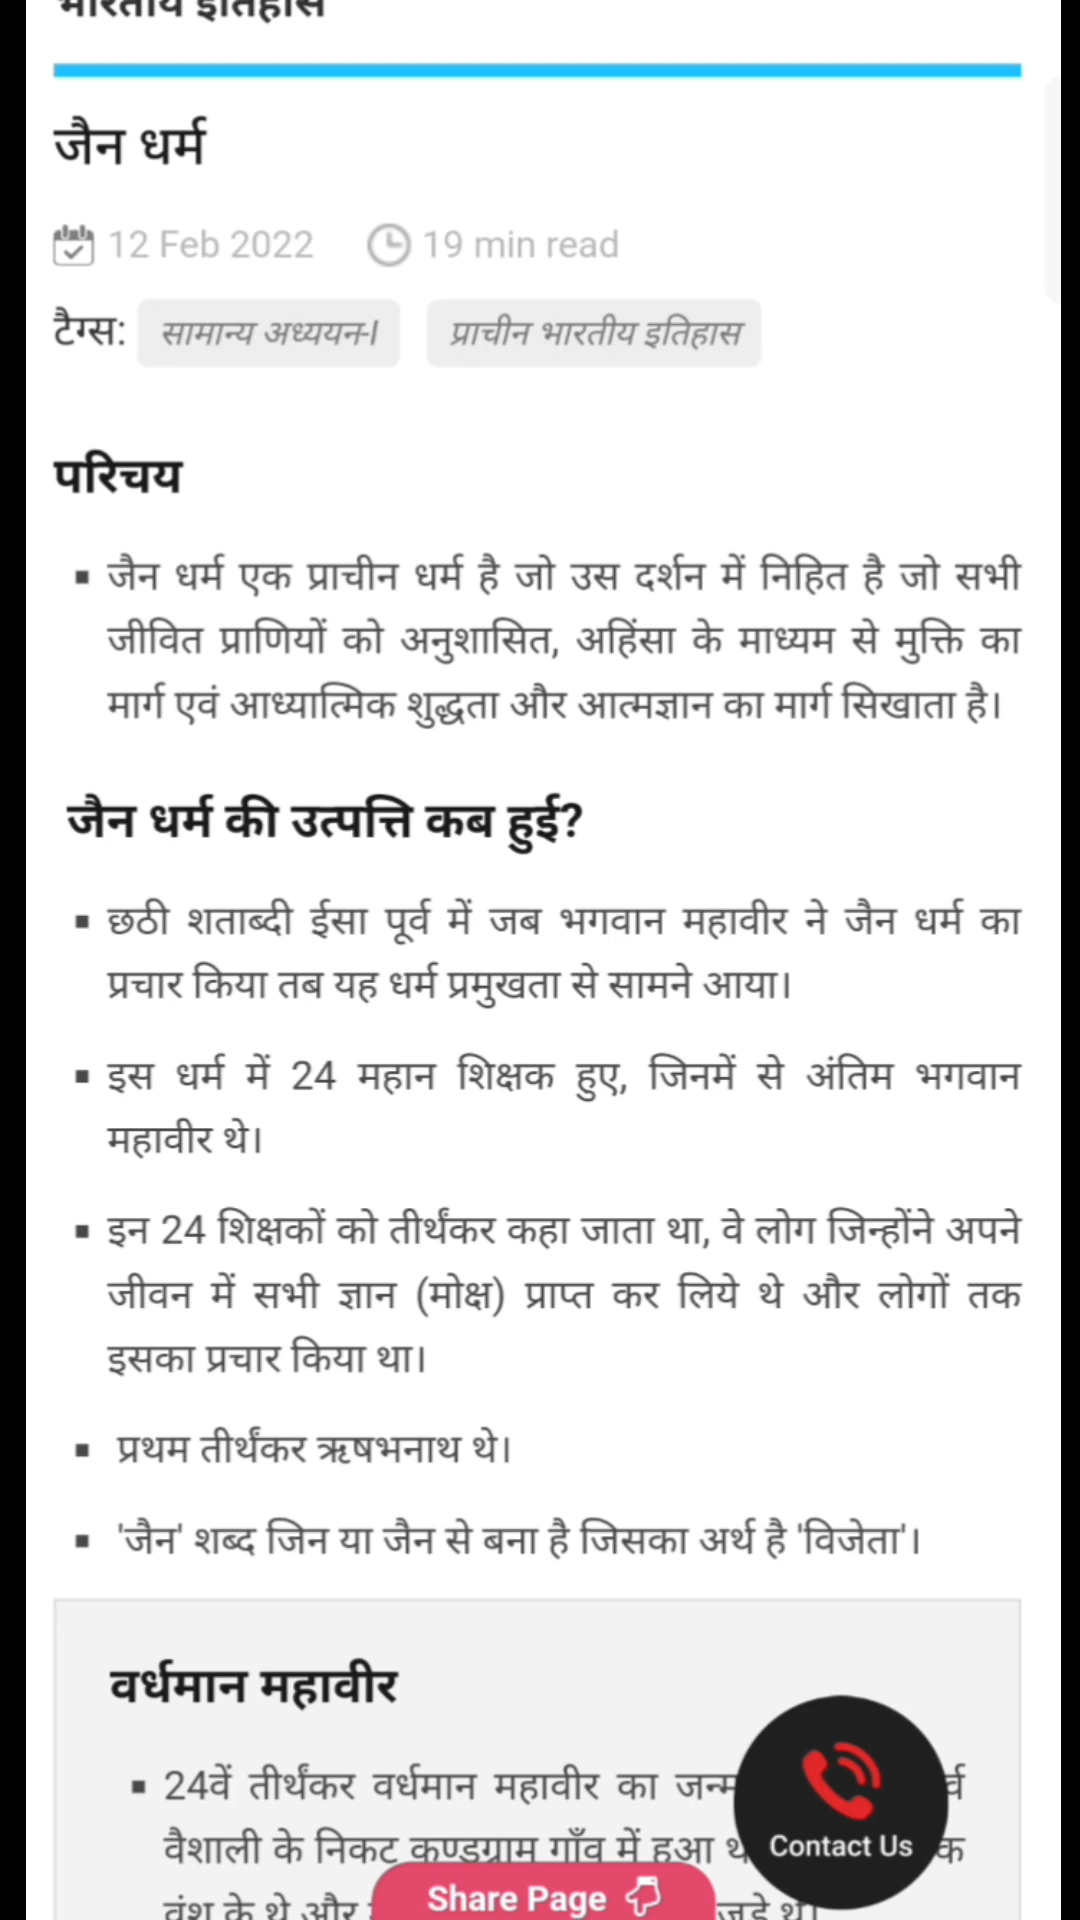 भारतीय इतिहास
जैन धर्म
12 Feb 2022 19 min read
टैग्स: सामान्य अध्ययन-I प्राचीन भारतीय इतिहास
परिचय
▪ जैन धर्म एक प्राचीन धर्म है जो उस दर्शन में निहित है जो सभी
जीवित प्राणियों को अनुशासित, अहिंसा के माध्यम से मुक्ति का
मार्ग एवं आध्यात्मिक शुद्धता और आत्मज्ञान का मार्ग सिखाता है।
जैन धर्म की उत्पत्ति कब हुई?
▪ छठी शताब्दी ईसा पूर्व में जब भगवान महावीर ने जैन धर्म का
प्रचार किया तब यह धर्म प्रमुखता से सामने आया।
▪ इस धर्म में 24 महान शिक्षक हुए, जिनमें से अंतिम भगवान
महावीर थे।
▪ इन 24 शिक्षकों को तीर्थंकर कहा जाता था, वे लोग जिन्होंने अपने
जीवन में सभी ज्ञान (मोक्ष) प्राप्त कर लिये थे और लोगों तक
इसका प्रचार किया था।
▪ प्रथम तीर्थंकर ऋषभनाथ थे।
▪ 'जैन' शब्द जिन या जैन से बना है जिसका अर्थ है 'विजेता'।
वर्धमान महावीर
▪ 24वें तीर्थंकर वर्धमान महावीर का जन्म
वैशाली के निकट कुण्डग्राम गाँव में हुआ
Contact Us
वंश के थे और जुड़े थे।
Share Page